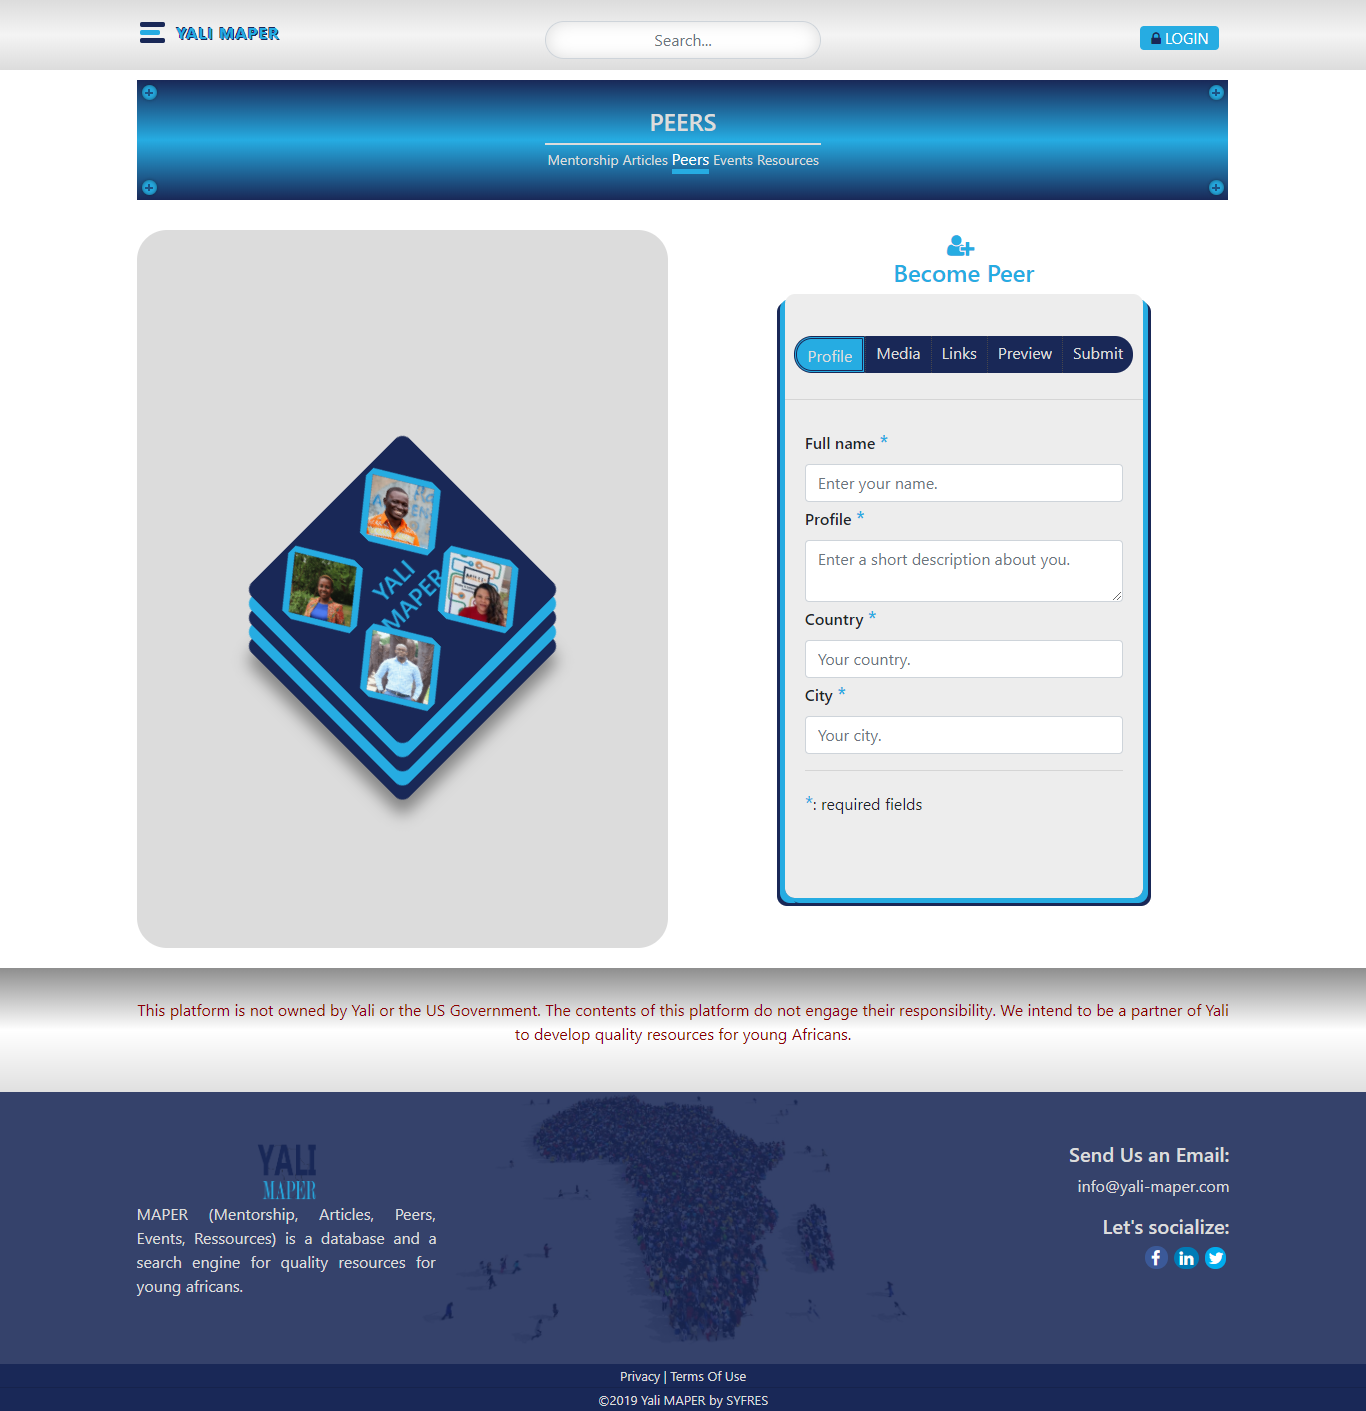 YALI MAPER
Search...
LOGIN
PEERS
Mentorship Articles Peers Events Resources
YALI
MAPER
Become Peer
Profile Media Links Preview Submit
Full name *
Enter your name.
Profile *
Enter a short description about you.
Country *
Your country.
City *
Your city.
*: required fields
This platform is not owned by Yali or the US Government. The contents of this platform do not engage their responsibility. We intend to be a partner of Yali
to develop quality resources for young Africans.
YALI
MAPER
MAPER (Mentorship, Articles, Peers,
Events, Ressources) is a database and a
search engine for quality resources for
young africans.
Send Us an Email:
info@yali-maper.com
Let's socialize:
Privacy | Terms Of Use
©2019 Yali MAPER by SYFRES